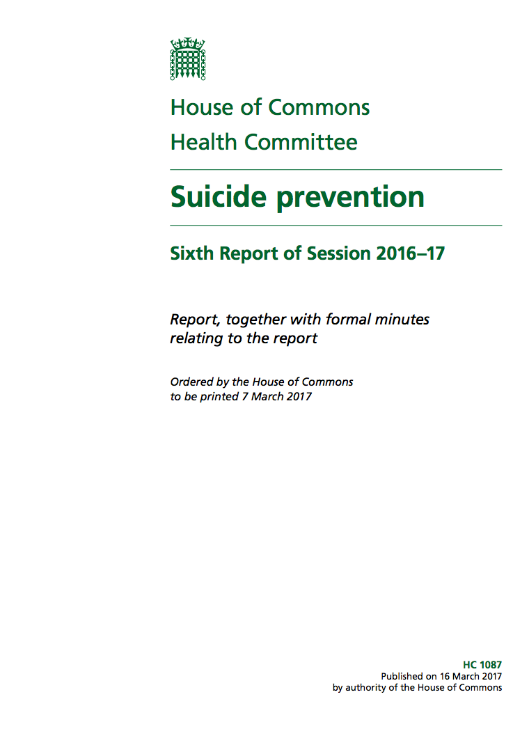 House of Commons
Health Committee
Suicide prevention
Sixth Report of Session 2016–17
Report, together with formal minutes
relating to the report
Ordered by the House of Commons
to be printed 7 March 2017
HC 1087
Published on 16 March 2017
by authority of the House of Commons